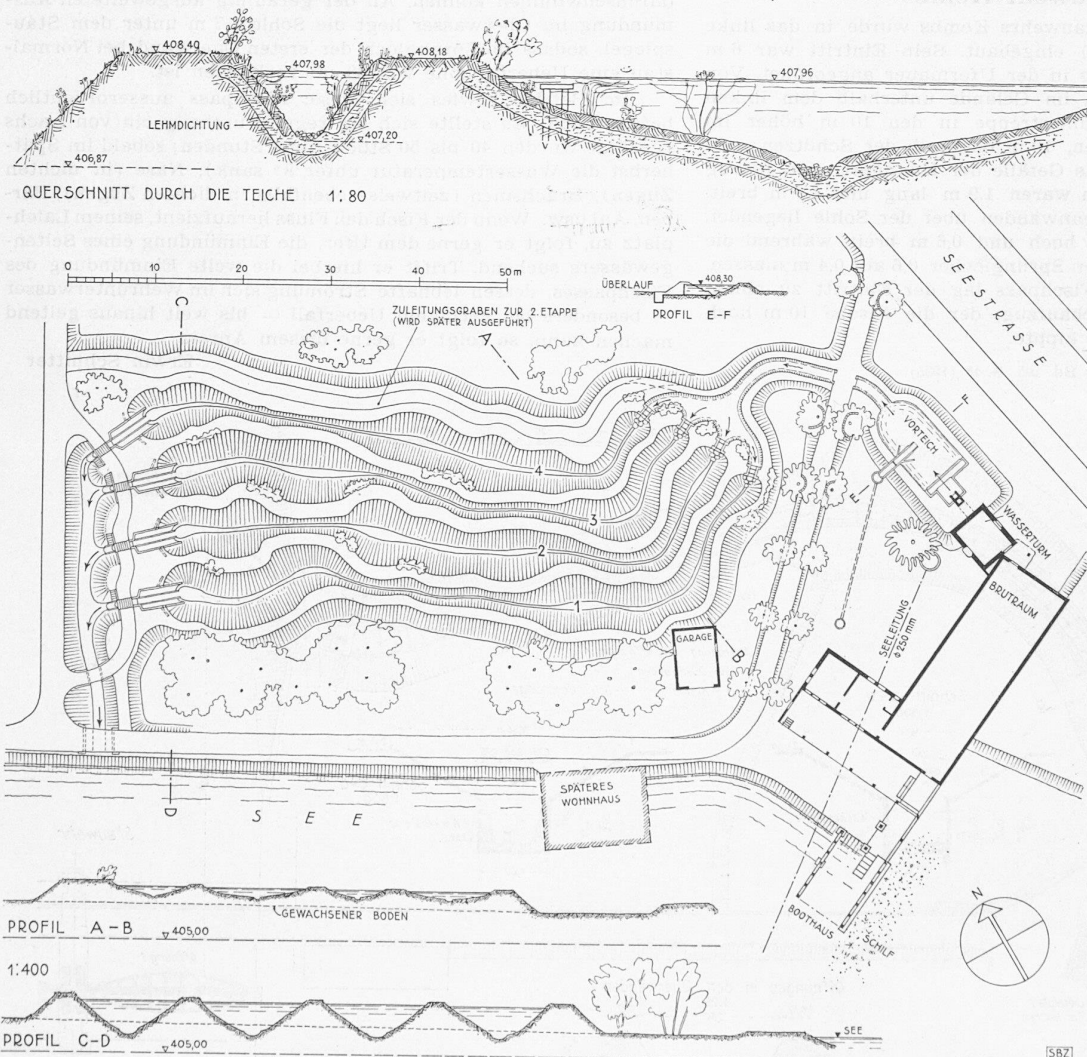 408,40
408,18
407,98
407,96
LEHMDICHTUNG
407,20
406,87
QUERSCHNITT DURCH DIE TEICHE 1:80
0 10 20 30 40 50 m
ÜBERLAUF
PROFIL E-F
SEESTRASSE
C
ZULEITUNGSGRABEN ZUR 2.ETAPPE
(WIRD SPÄTER AUSGEFÜHRT)
A
F
VORTEICH
E
4
3
2
1
WASSERTURM
BRUTRAUM
SEELEITUNG
φ 250 mm
GARAGE
B
D
SEE
SPÄTERES
WOHNHAUS
BOOTHAUS
SCHILF
N
GEWACHSENER BODEN
PROFIL A-B
405,00
1:400
PROFIL C-D
405,00
SEE
SBZ